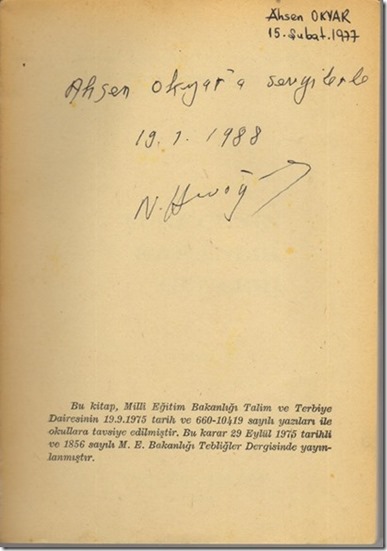 Ahsen OKYAR
15.Şubat.1977
Ahsen okyar'a sevgilerle
19.1.1988
N.
Bu kitap, Milli Eğitim Bakanlığı Talim ve Terbiye
Dairesinin 19.9.1975 tarih ve 660-10419 sayılı yazıları ile
okullara tavsiye edilmiştir. Bu karar 29 Eylül 1975 tarihli
ve 1856 sayılı M. E. Bakanlığı Tebliğler Dergisinde yayın-
lanmıştır.